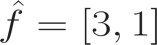 f̂ = [3, 1]